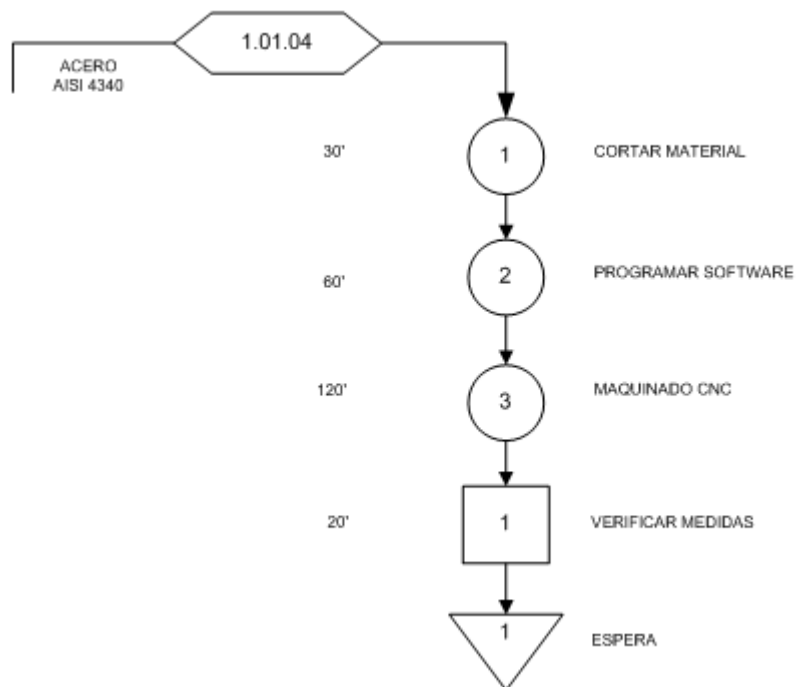 1.01.04
ACERO
AISI 4340
30'
1
CORTAR MATERIAL
60'
2
PROGRAMAR SOFTWARE
120'
3
MAQUINADO CNC
20'
1
VERIFICAR MEDIDAS
1
ESPERA